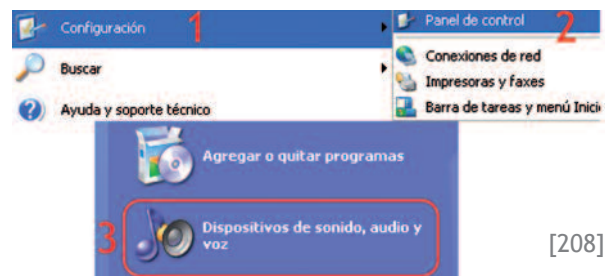 Configuración 1
Panel de control 2
Buscar
Conexiones de red
Impresoras y faxes
Ayuda y soporte técnico
Barra de tareas y menú Inici
Agregar o quitar programas
3 Dispositivos de sonido, audio y
voz
[208]